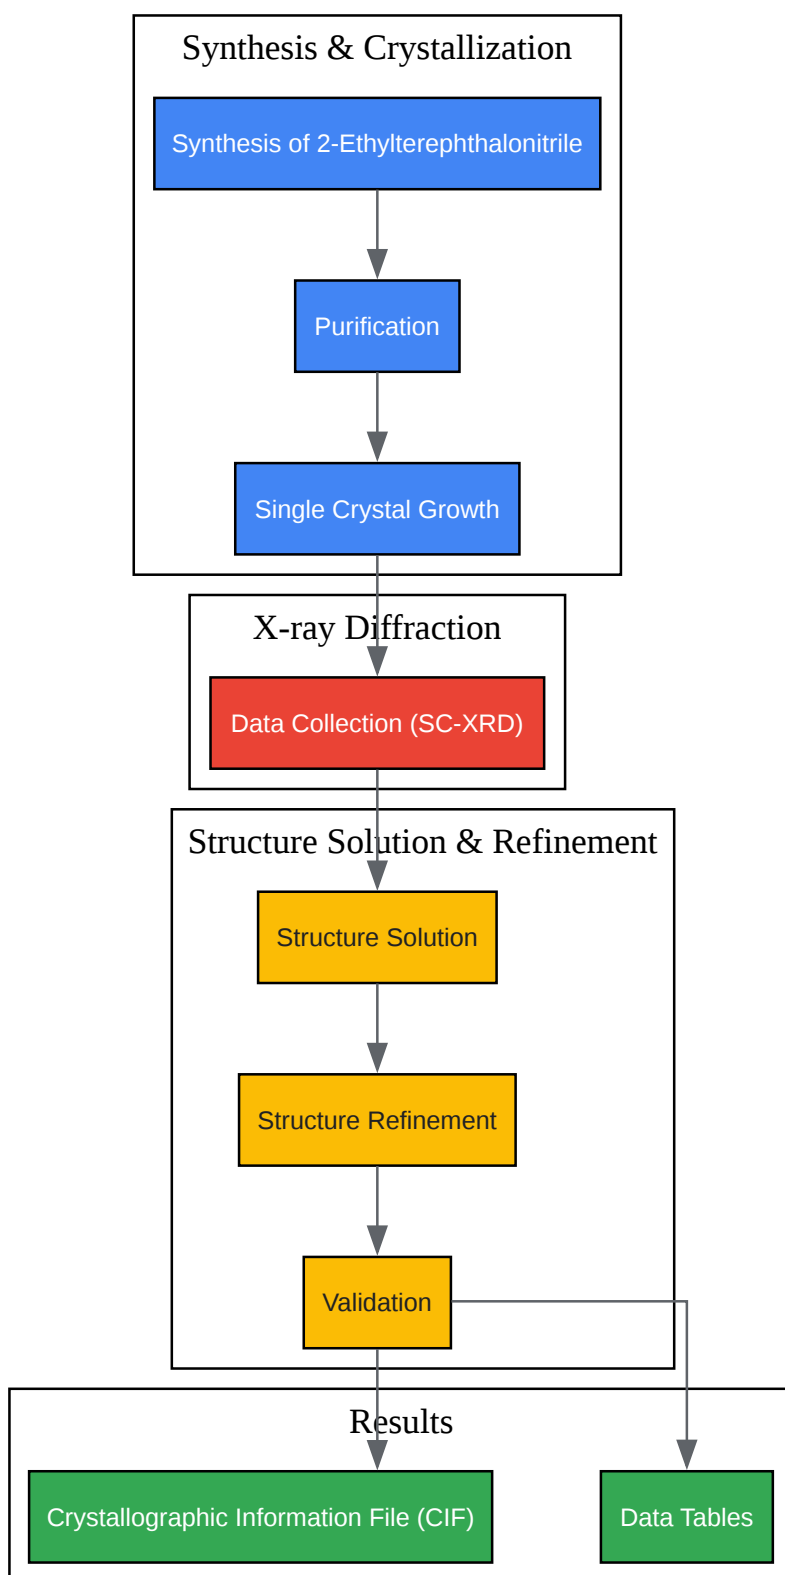 Synthesis & Crystallization
Synthesis of 2-Ethylterephthalonitrile
Purification
Single Crystal Growth
X-ray Diffraction
Data Collection (SC-XRD)
Structure Solution & Refinement
Structure Solution
Structure Refinement
Validation
Results
Crystallographic Information File (CIF)
Data Tables